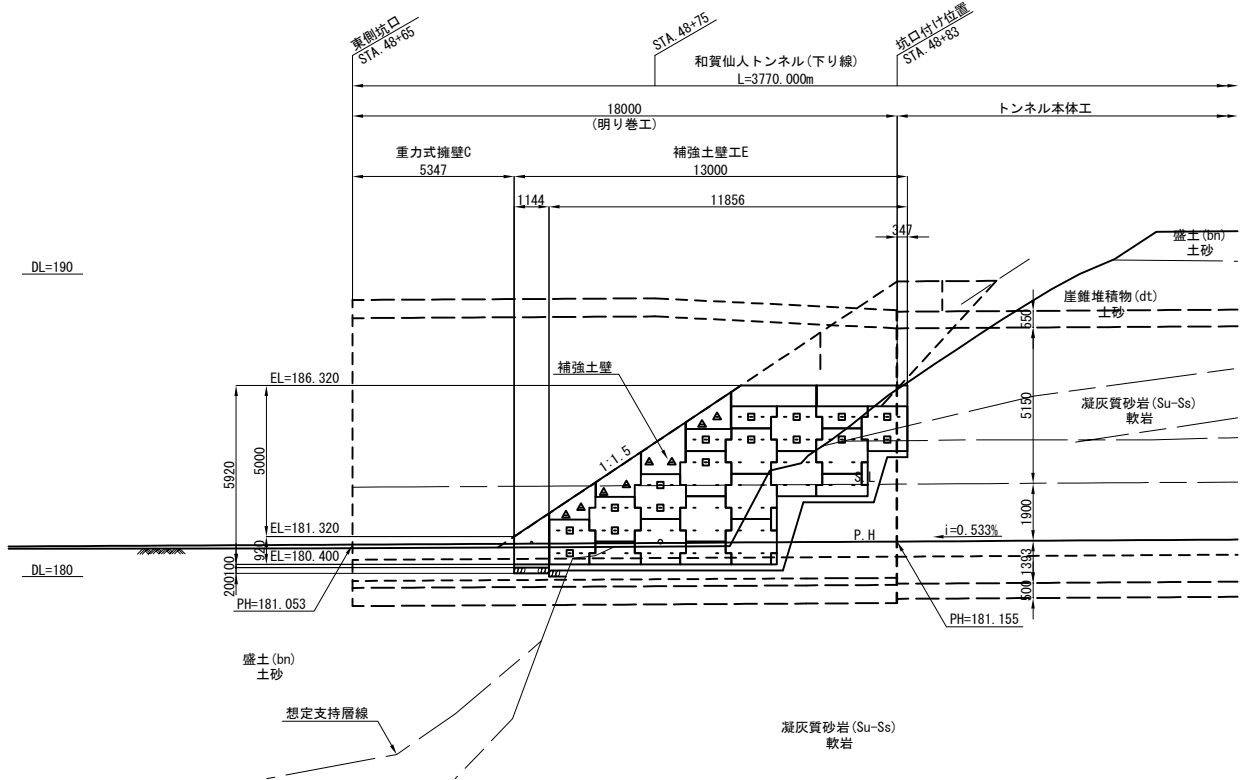 東側坑口
STA.48+65
STA.48+75
坑口付け位置
STA.48+83
和賀仙人トンネル(下り線)
L=3770.000m
18000
(明り巻工)
トンネル本体工
重力式擁壁C
5347
補強土壁工E
13000
1144
11856
347
盛土(bn)
土砂
DL=190
崖錐堆積物(dt)
土砂
550
補強土壁
EL=186.320
5150
凝灰質砂岩(Su-Ss)
軟岩
1:1.5
5920
5000
S.L
1900
EL=181.320
P.H
i=0.533%
920
EL=180.400
1393
100
200
DL=180
500
PH=181.053
PH=181.155
盛土(bn)
土砂
想定支持層線
凝灰質砂岩(Su-Ss)
軟岩